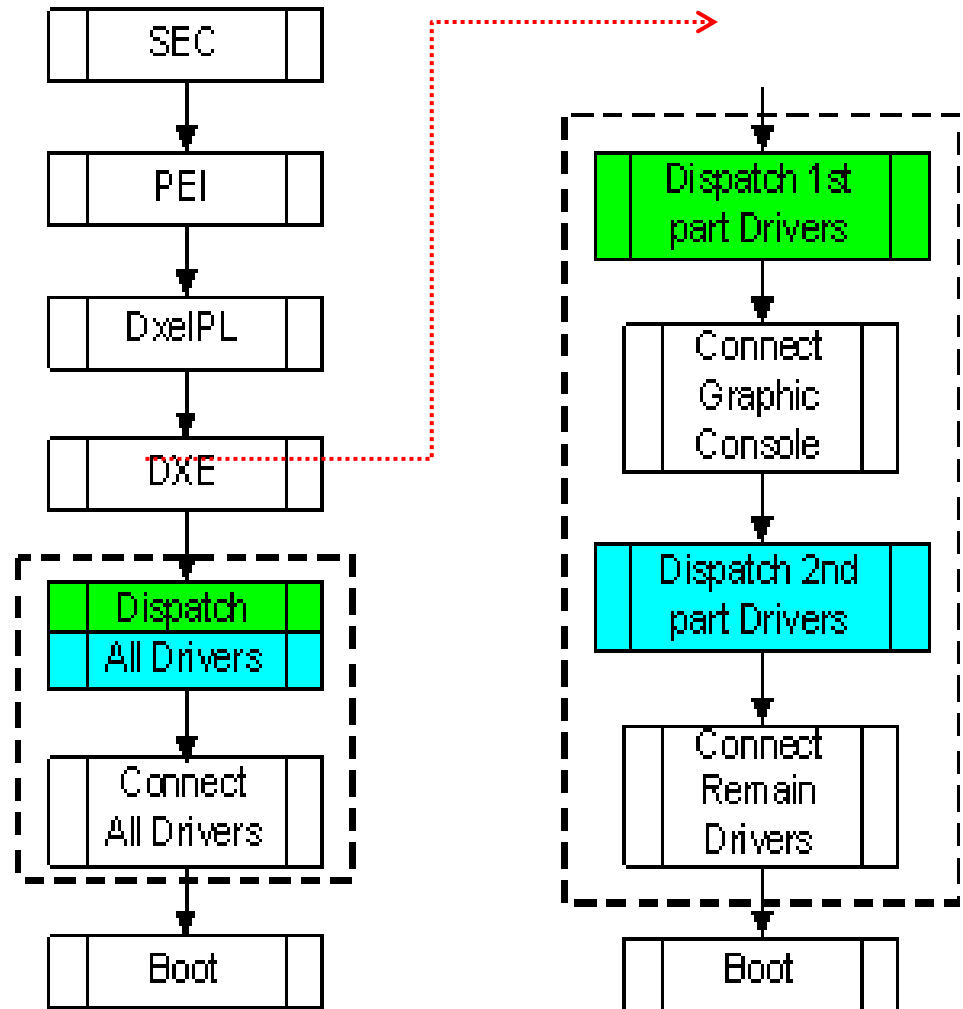 SEC
PEI
DxeIPL
DXE
Dispatch
All Drivers
Connect
All Drivers
Boot
Dispatch 1st
part Drivers
Connect
Graphic
Console
Dispatch 2nd
part Drivers
Connect
Remain
Drivers
Boot